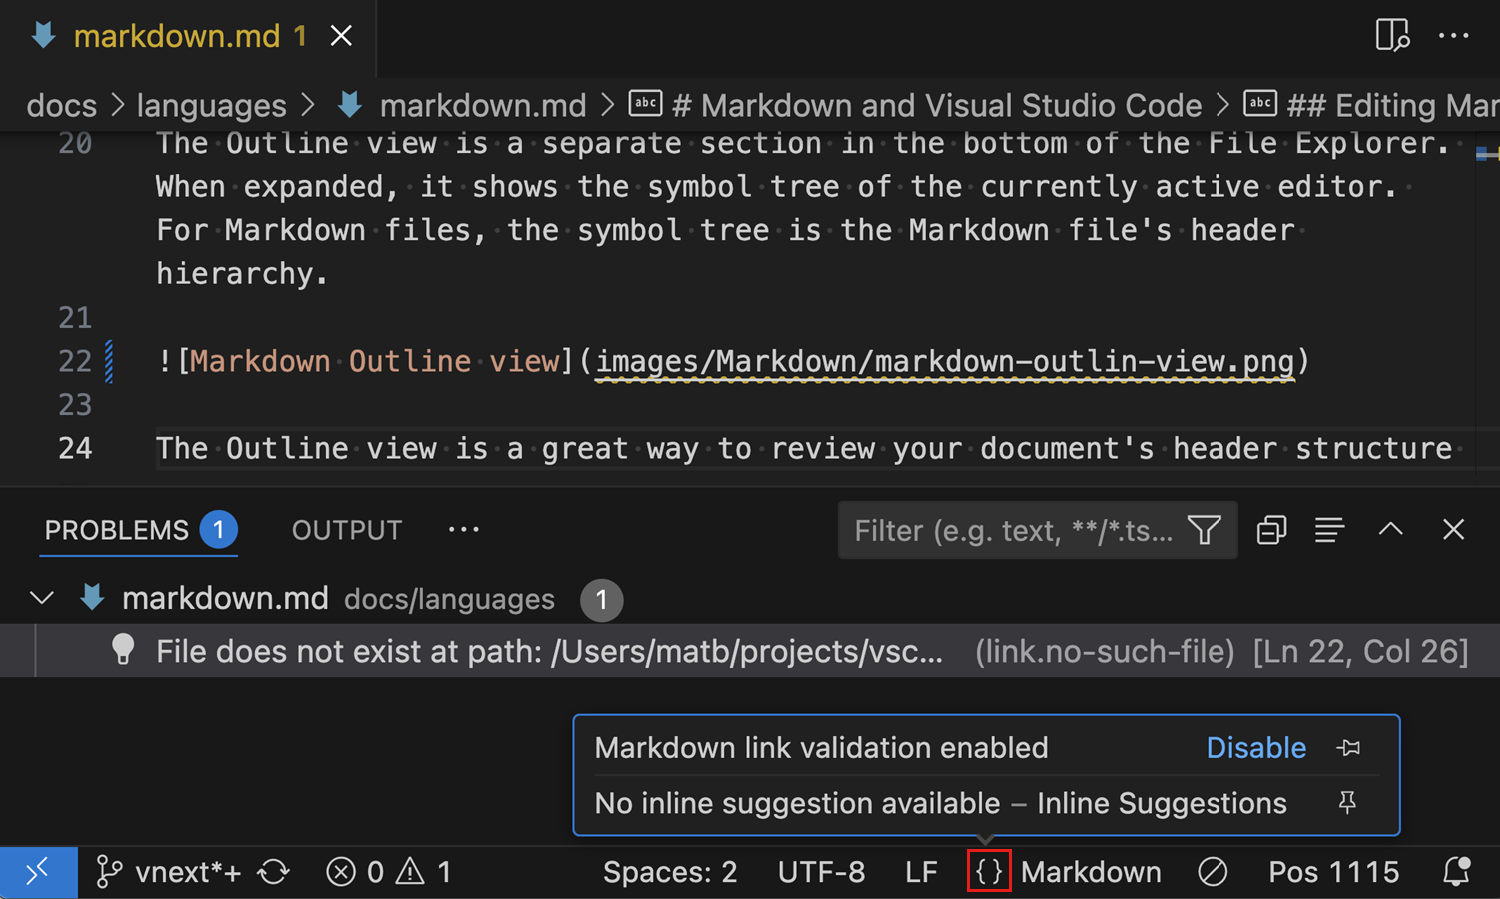 markdown.md 1
docs > languages > markdown.md > abc # Markdown and Visual Studio Code > abc ## Editing Mar
20 The Outline view is a separate section in the bottom of the File Explorer.
When expanded, it shows the symbol tree of the currently active editor.
For Markdown files, the symbol tree is the Markdown file's header
hierarchy.
21
22 ![Markdown Outline view](images/Markdown/markdown-outlin-view.png)
23
24 The Outline view is a great way to review your document's header structure
PROBLEMS 1 OUTPUT ... Filter (e.g. text, **/*.ts...
markdown.md docs/languages 1
File does not exist at path: /Users/matb/projects/vsc... (link.no-such-file) [Ln 22, Col 26]
Markdown link validation enabled Disable
No inline suggestion available – Inline Suggestions
vnext*+ 0 1 Spaces: 2 UTF-8 LF {} Markdown Pos 1115